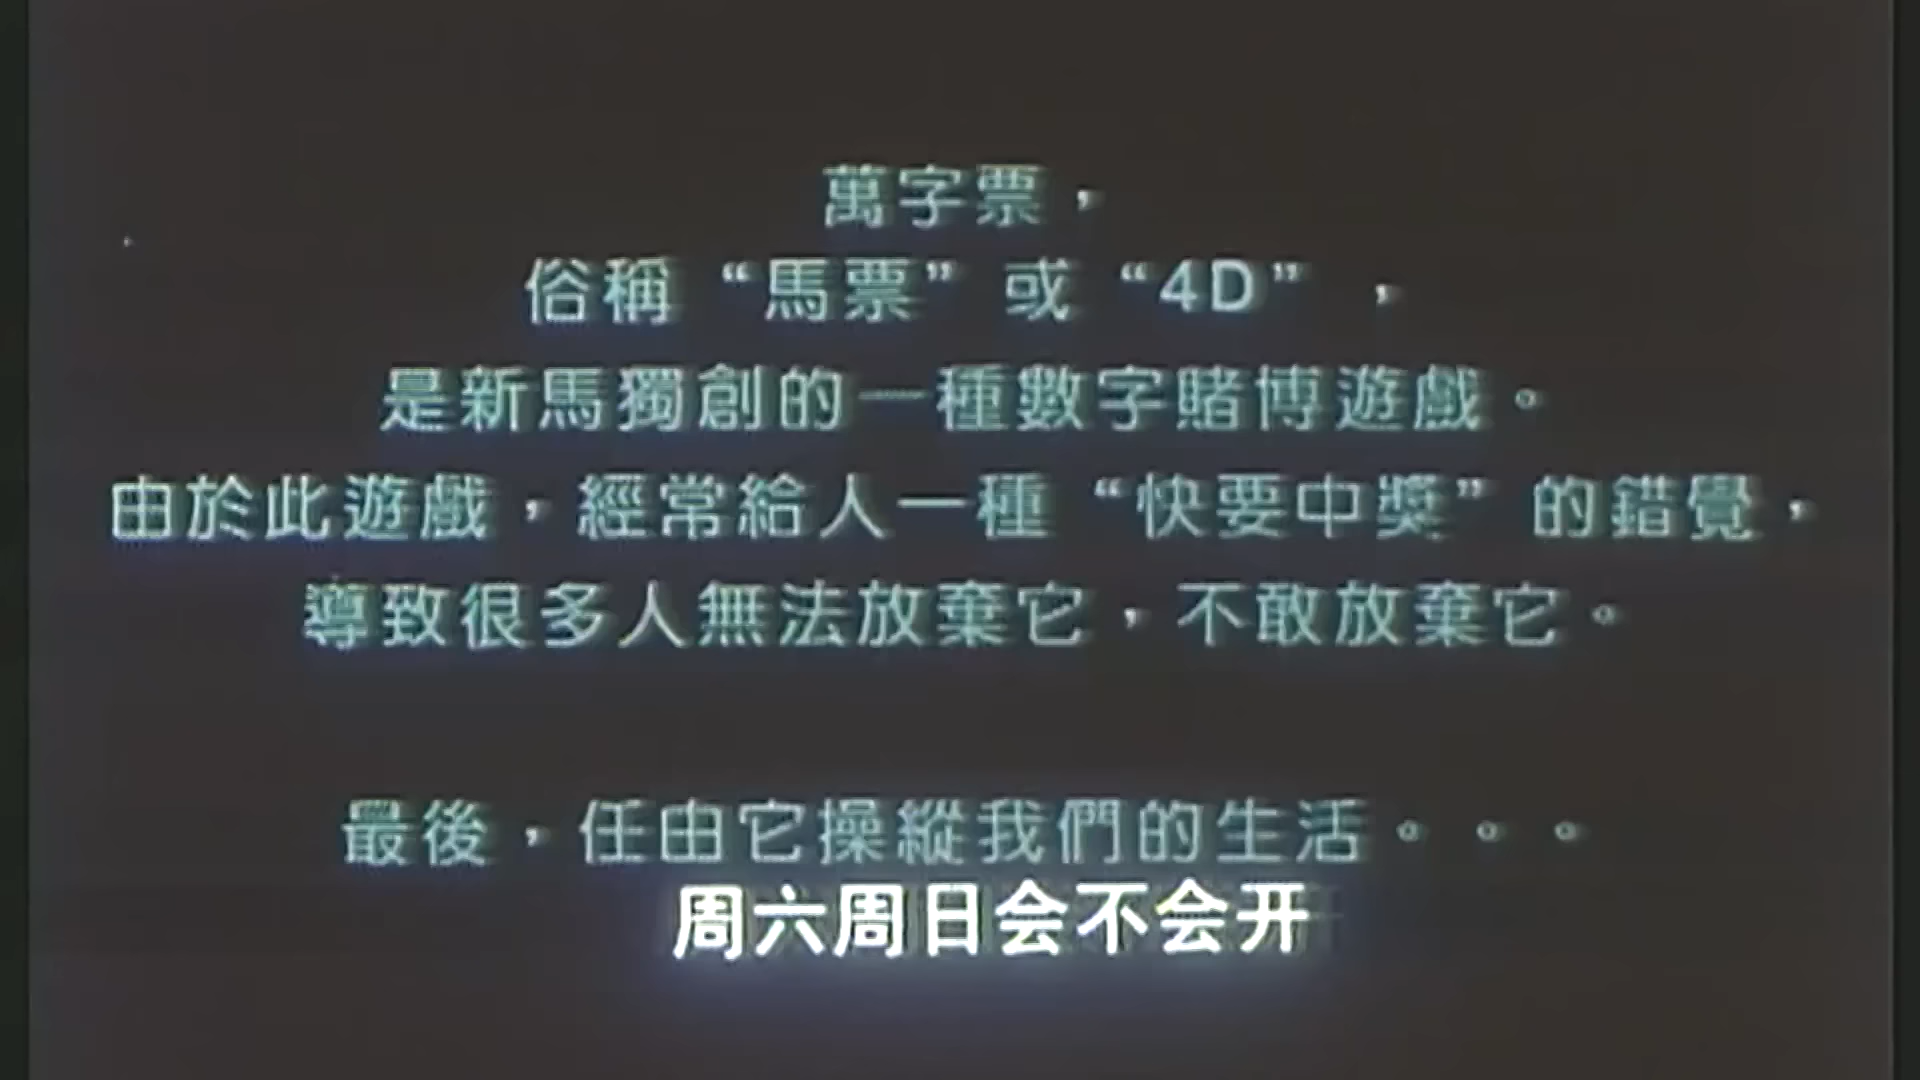 萬字票，
俗稱“馬票”或“4D”，
是新馬獨創的一種數字賭博遊戲。
由於此遊戲，經常給人一種“快要中獎”的錯覺，
導致很多人無法放棄它，不敢放棄它。
最後，任由它操縱我們的生活。。。
周六周日会不会开